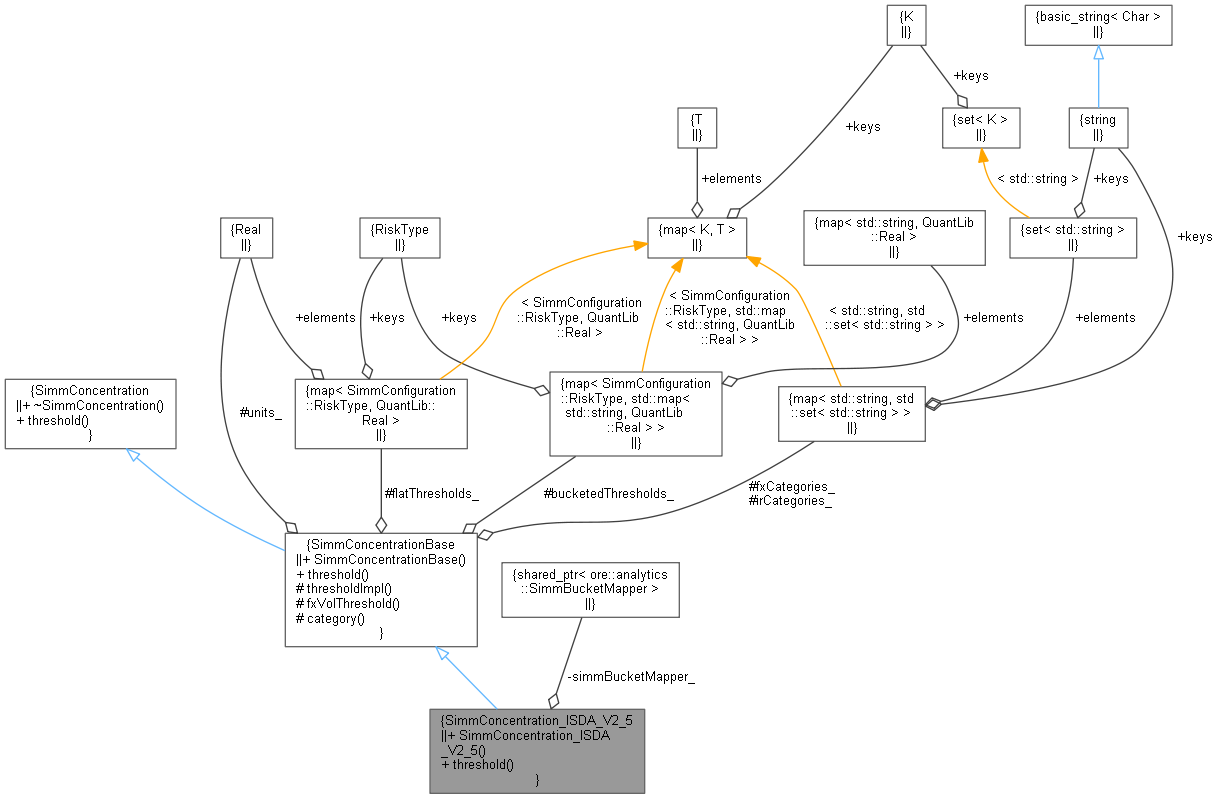 {K
||}
{basic_string< Char >
||}
+keys
{T
||}
{set< K >
||}
{string
||}
+keys
+elements
< std::string >
+keys
{Real
||}
{RiskType
||}
{map< K, T >
||}
{map< std::string, QuantLib
::Real >
||}
{set< std::string >
||}
+keys
< SimmConfiguration
::RiskType, QuantLib
::Real >
< SimmConfiguration
::RiskType, std::map
< std::string, QuantLib
::Real > >
< std::string, std
::set< std::string > >
+elements
+keys
+keys
+elements
+elements
{SimmConcentration
||+ ~SimmConcentration()
+ threshold()
}
#units_
{map< SimmConfiguration
::RiskType, QuantLib::
Real >
||}
{map< SimmConfiguration
::RiskType, std::map<
std::string, QuantLib
::Real > >
||}
{map< std::string, std
::set< std::string > >
||}
#flatThresholds_
#bucketedThresholds_
#fxCategories_
#irCategories_
{SimmConcentrationBase
||+ SimmConcentrationBase()
+ threshold()
# thresholdImpl()
# fxVolThreshold()
# category()
}
{shared_ptr< ore::analytics
::SimmBucketMapper >
||}
-simmBucketMapper_
{SimmConcentration_ISDA_V2_5
||+ SimmConcentration_ISDA
_V2_5()
+ threshold()
}